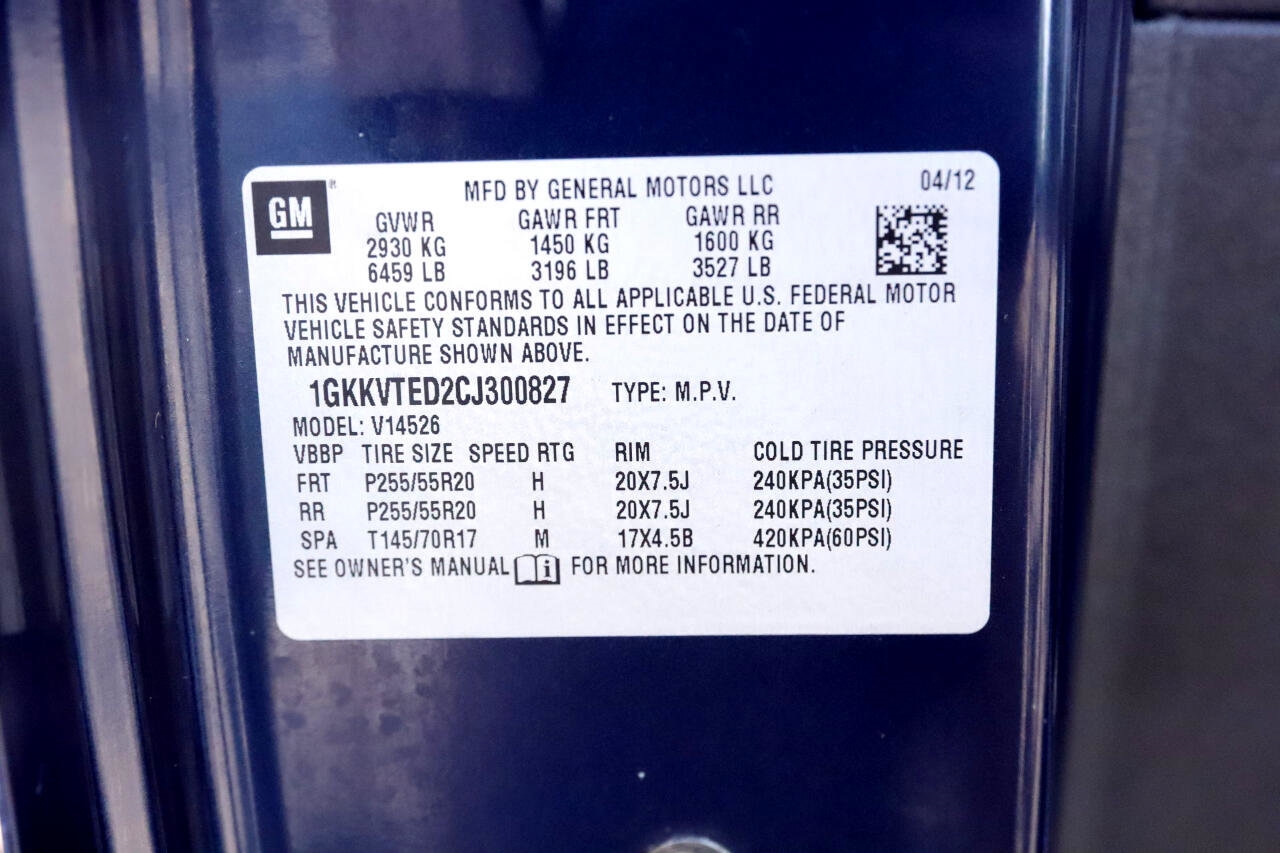 GM ®
MFD BY GENERAL MOTORS LLC 04/12
GVWR GAWR FRT GAWR RR
2930 KG 1450 KG 1600 KG
6459 LB 3196 LB 3527 LB
THIS VEHICLE CONFORMS TO ALL APPLICABLE U.S. FEDERAL MOTOR
VEHICLE SAFETY STANDARDS IN EFFECT ON THE DATE OF
MANUFACTURE SHOWN ABOVE.
1GKKVTED2CJ300827 TYPE: M.P.V.
MODEL: V14526
VBBP TIRE SIZE SPEED RTG RIM COLD TIRE PRESSURE
FRT P255/55R20 H 20X7.5J 240KPA(35PSI)
RR P255/55R20 H 20X7.5J 240KPA(35PSI)
SPA T145/70R17 M 17X4.5B 420KPA(60PSI)
SEE OWNER'S MANUAL i FOR MORE INFORMATION.